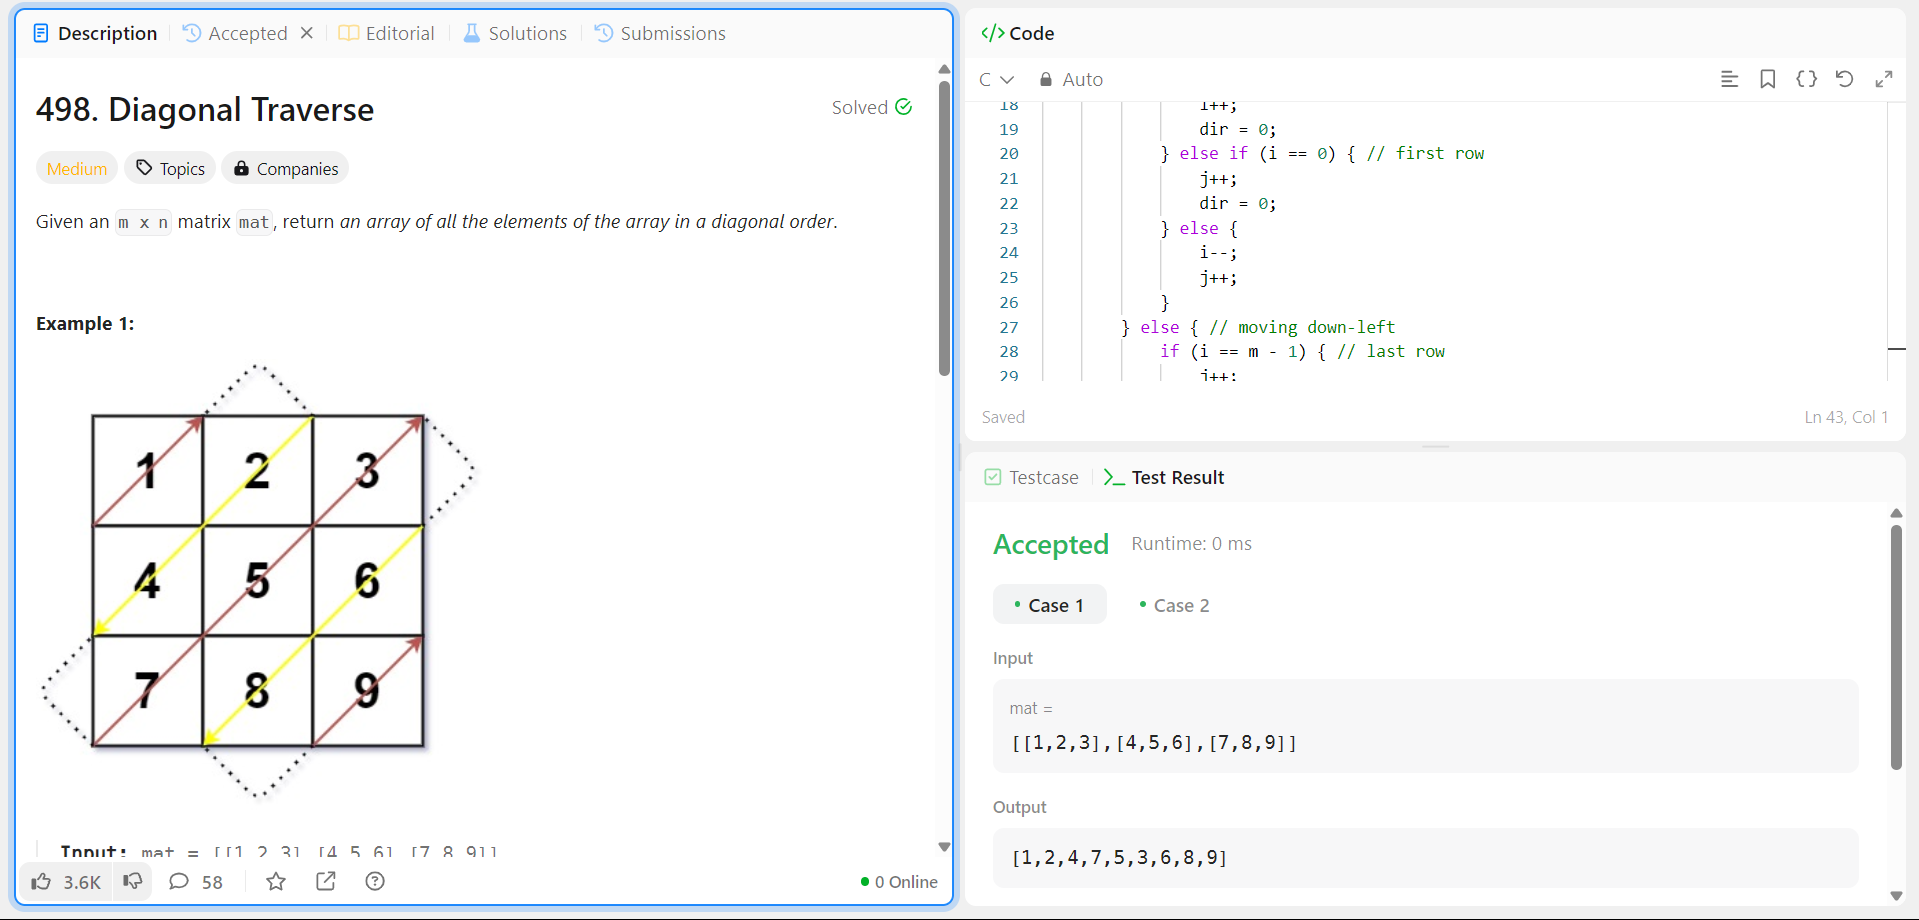 Description
Accepted
Editorial
Solutions
Submissions
498. Diagonal Traverse
Solved
Medium
Topics
Companies
Given an m x n matrix mat, return an array of all the elements of the array in a diagonal order.
Example 1:
1 2 3
4 5 6
7 8 9
Input: mat = [[1,2,3],[4,5,6],[7,8,9]]
3.6K
58
0 Online
</> Code
C
Auto
18 i++;
19 dir = 0;
20 } else if (i == 0) { // first row
21 j++;
22 dir = 0;
23 } else {
24 i--;
25 j++;
26 }
27 } else { // moving down-left
28 if (i == m - 1) { // last row
29 j++;
Saved
Ln 43, Col 1
Testcase
Test Result
Accepted
Runtime: 0 ms
Case 1
Case 2
Input
mat =
[[1,2,3],[4,5,6],[7,8,9]]
Output
[1,2,4,7,5,3,6,8,9]